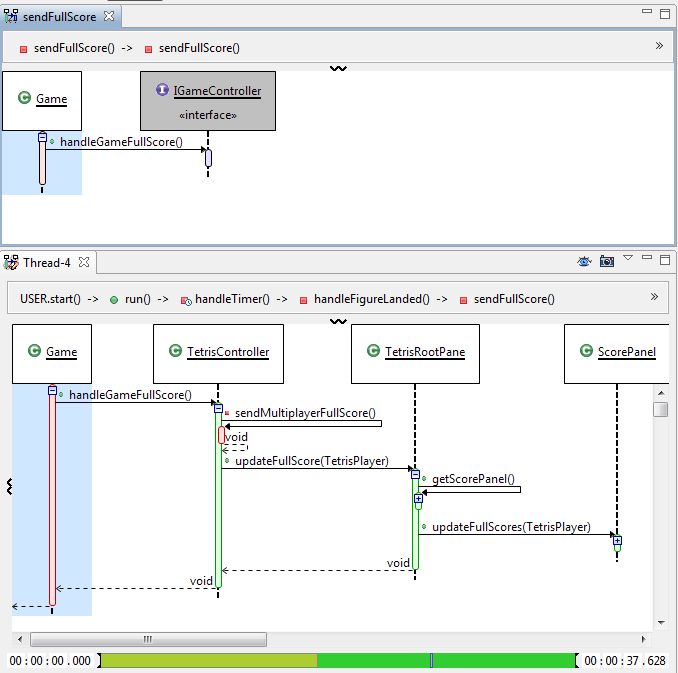 sendFullScore
sendFullScore() -> sendFullScore() »
C Game
I IGameController
«interface»
handleGameFullScore()
Thread-4
USER.start() -> run() -> handleTimer() -> handleFigureLanded() -> sendFullScore() »
C Game C TetrisController C TetrisRootPane C ScorePanel
handleGameFullScore()
sendMultiplayerFullScore()
void
updateFullScore(TetrisPlayer)
getScorePanel()
updateFullScores(TetrisPlayer)
void
void
00:00:00.000 00:00:37.628